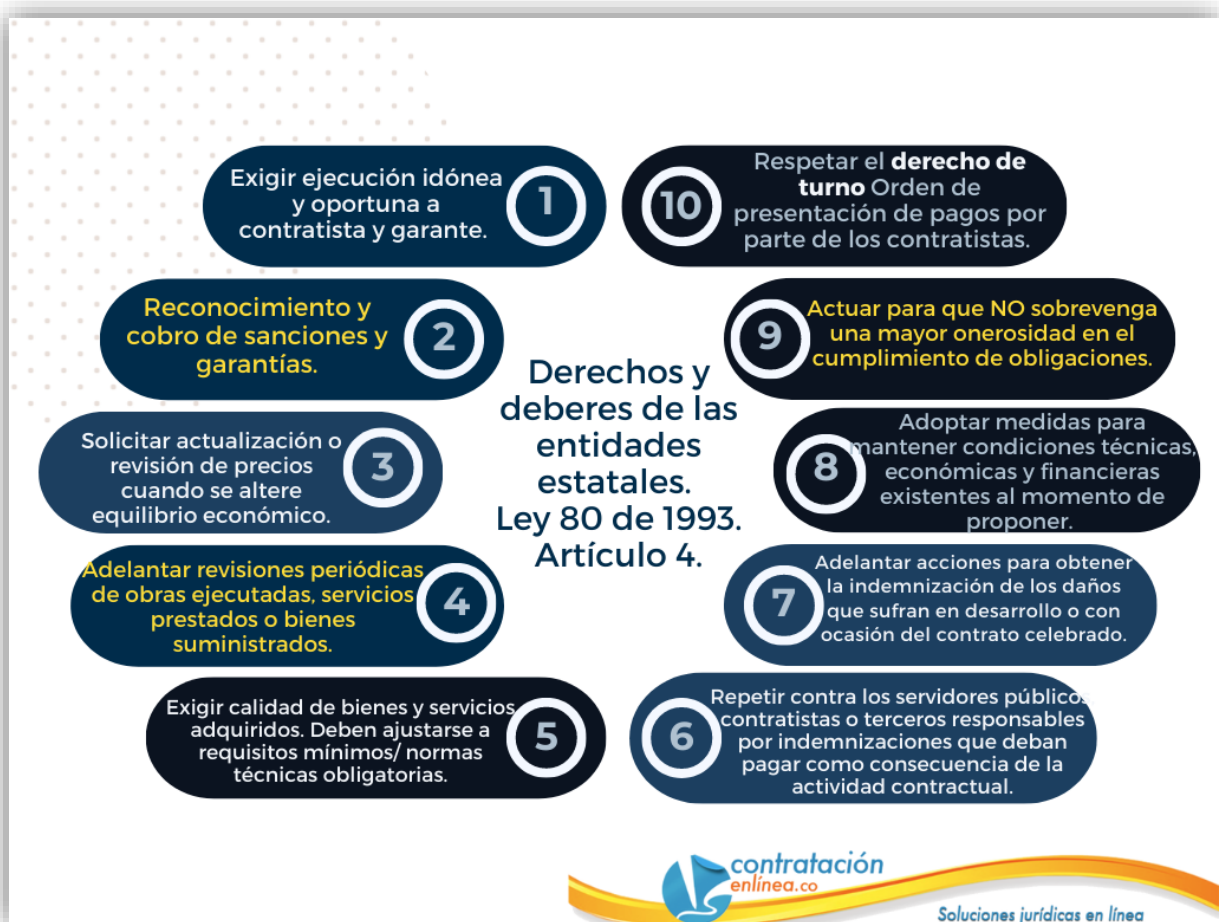 Derechos y
deberes de las
entidades
estatales.
Ley 80 de 1993.
Artículo 4.
1
Exigir ejecución idónea
y oportuna a
contratista y garante.
2
Reconocimiento y
cobro de sanciones y
garantías.
3
Solicitar actualización o
revisión de precios
cuando se altere
equilibrio económico.
4
Adelantar revisiones periódicas
de obras ejecutadas, servicios
prestados o bienes
suministrados.
5
Exigir calidad de bienes y servicios
adquiridos. Deben ajustarse a
requisitos mínimos/ normas
técnicas obligatorias.
6
Repetir contra los servidores públicos
contratistas o terceros responsables
por indemnizaciones que deban
pagar como consecuencia de la
actividad contractual.
7
Adelantar acciones para obtener
la indemnización de los daños
que sufran en desarrollo o con
ocasión del contrato celebrado.
8
Adoptar medidas para
mantener condiciones técnicas,
económicas y financieras
existentes al momento de
proponer.
9
Actuar para que NO sobrevenga
una mayor onerosidad en el
cumplimiento de obligaciones.
10
Respetar el derecho de
turno Orden de
presentación de pagos por
parte de los contratistas.
contratación
enlínea.co
Soluciones jurídicas en línea